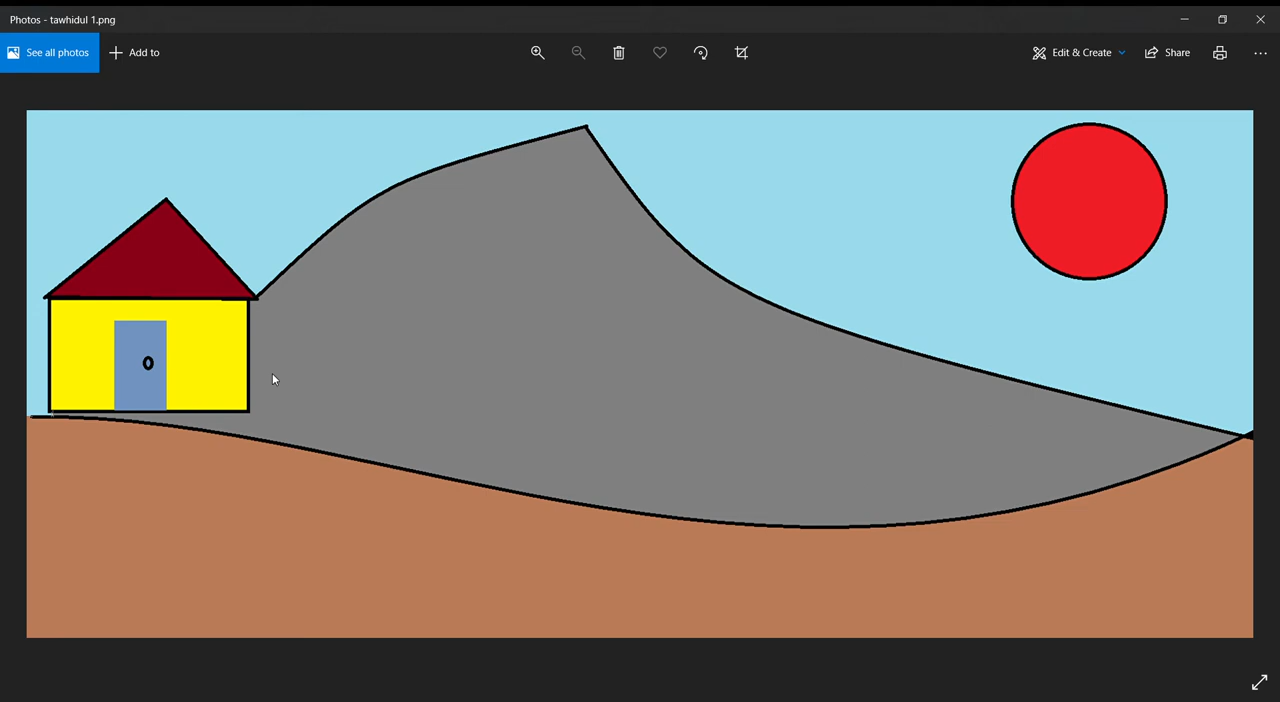 Photos - tawhidul 1.png
See all photos
Add to
Edit & Create
Share